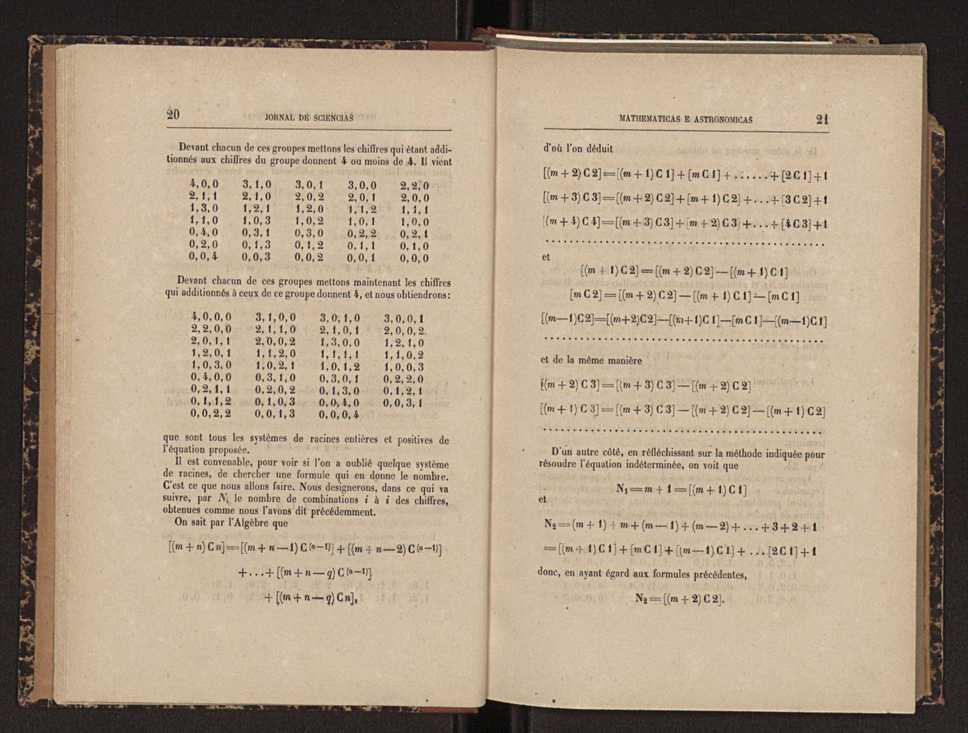 20
JORNAL DE SCIENCIAS
Devant chacun de ces groupes mettons les chiffres qui étant addi-
tionnés aux chiffres du groupe donnent 4 ou moins de 4. Il vient
4,0,0 3,1,0 3,0,1 3,0,0 2,2,0
2,1,1 2,1,0 2,0,2 2,0,1 2,0,0
1,3,0 1,2,1 1,2,0 1,1,2 1,1,1
1,1,0 1,0,3 1,0,2 1,0,1 1,0,0
0,4,0 0,3,1 0,3,0 0,2,2 0,2,1
0,2,0 0,1,3 0,1,2 0,1,1 0,1,0
0,0,4 0,0,3 0,0,2 0,0,1 0,0,0
Devant chacun de ces groupes mettons maintenant les chiffres
qui additionnés à ceux de ce groupe donnent 4, et nous obtiendrons:
4,0,0,0 3,1,0,0 3,0,1,0 3,0,0,1
2,2,0,0 2,1,1,0 2,1,0,1 2,0,0,2
2,0,1,1 2,0,0,2 1,3,0,0 1,2,1,0
1,2,0,1 1,1,2,0 1,1,1,1 1,1,0,2
1,0,3,0 1,0,2,1 1,0,1,2 1,0,0,3
0,4,0,0 0,3,1,0 0,3,0,1 0,2,2,0
0,2,1,1 0,2,0,2 0,1,3,0 0,1,2,1
0,1,1,2 0,1,0,3 0,0,4,0 0,0,3,1
0,0,2,2 0,0,1,3 0,0,0,4
que sont tous les systèmes de racines entières et positives de
l'équation proposée.
Il est convenable, pour voir si l'on a oublié quelque système
de racines, de chercher une formule qui en donne le nombre.
C'est ce que nous allons faire. Nous designerons, dans ce qui va
suivre, par Nᵢ le nombre de combinations i à i des chiffres,
obtenues comme nous l'avons dit précédemment.
On sait par l'Algèbre que
[(m + n) C n] = [(m + n — 1) C (n—1)] + [(m + n — 2) C (n—1)]
+ ... + [(m + n — q) C (n—1)]
+ [(m + n — q) C n],
MATHEMATICAS E ASTRONOMICAS
21
d'où l'on déduit
[(m + 2) C 2] = [(m + 1) C 1] + [m C 1] + ...... + [2 C 1] + 1
[(m + 3) C 3] = [(m + 2) C 2] + [m + 1) C 2] + ... + [3 C 2] + 1
[(m + 4) C 4] = [(m + 3) C 3] + [m + 2) C 3) + ... + [4 C 3] + 1
. . . . . . . . . . . . . . . . . . . . . . . . . . . . . . . . . . . . . . . .
et
[(m + 1) C 2] = [(m + 2) C 2] — [(m + 1) C 1]
[m C 2] = [(m + 2) C 2] — [(m + 1) C 1] — [m C 1]
[(m—1) C 2] = [(m+2) C 2] — [(m+1) C 1] — [m C 1] — [(m—1) C 1]
. . . . . . . . . . . . . . . . . . . . . . . . . . . . . . . . . . . . . . . .
et de la même manière
[(m + 2) C 3] = [(m + 3) C 3] — [(m + 2) C 2]
[(m + 1) C 3] = [(m + 3) C 3] — [(m + 2) C 2] — [(m + 1) C 2]
. . . . . . . . . . . . . . . . . . . . . . . . . . . . . . . . . . . . . . . .
D'un autre côté, en réfléchissant sur la méthode indiquée pour
résoudre l'équation indéterminée, on voit que
N₁ = m + 1 = [(m + 1) C 1]
et
N₂ = (m + 1) + m + (m — 1) + (m — 2) + ... + 3 + 2 + 1
= [(m + 1) C 1] + [m C 1] + [(m — 1) C 1] + ... [2 C 1] + 1
donc, en ayant égard aux formules précédentes,
N₂ = [(m + 2) C 2].